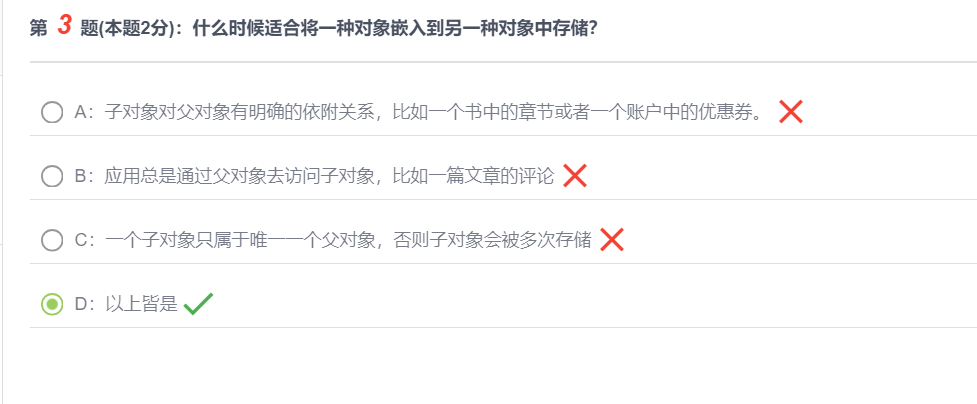 第 3 题(本题2分)：什么时候适合将一种对象嵌入到另一种对象中存储?
A：子对象对父对象有明确的依附关系，比如一个书中的章节或者一个账户中的优惠券。
B：应用总是通过父对象去访问子对象，比如一篇文章的评论
C：一个子对象只属于唯一一个父对象，否则子对象会被多次存储
D：以上皆是